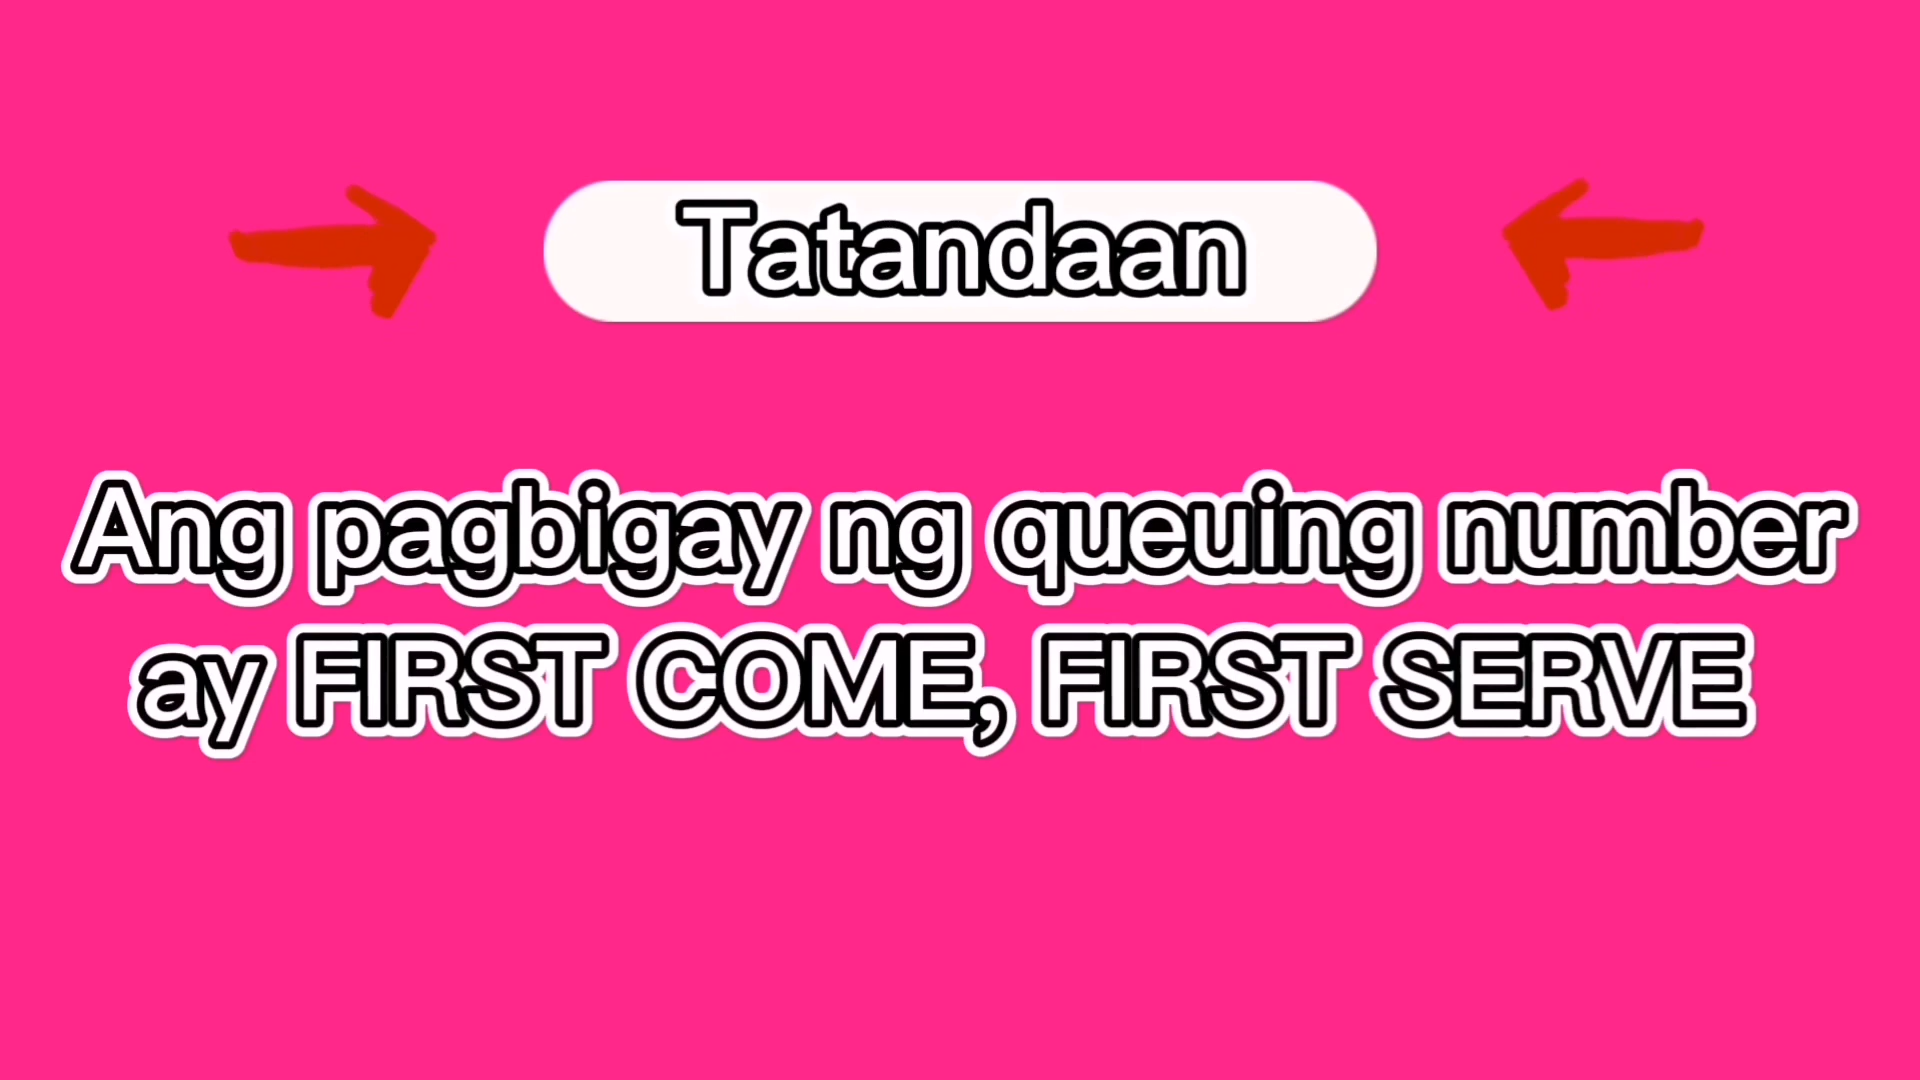 Tatandaan
Ang pagbigay ng queuing number
ay FIRST COME, FIRST SERVE